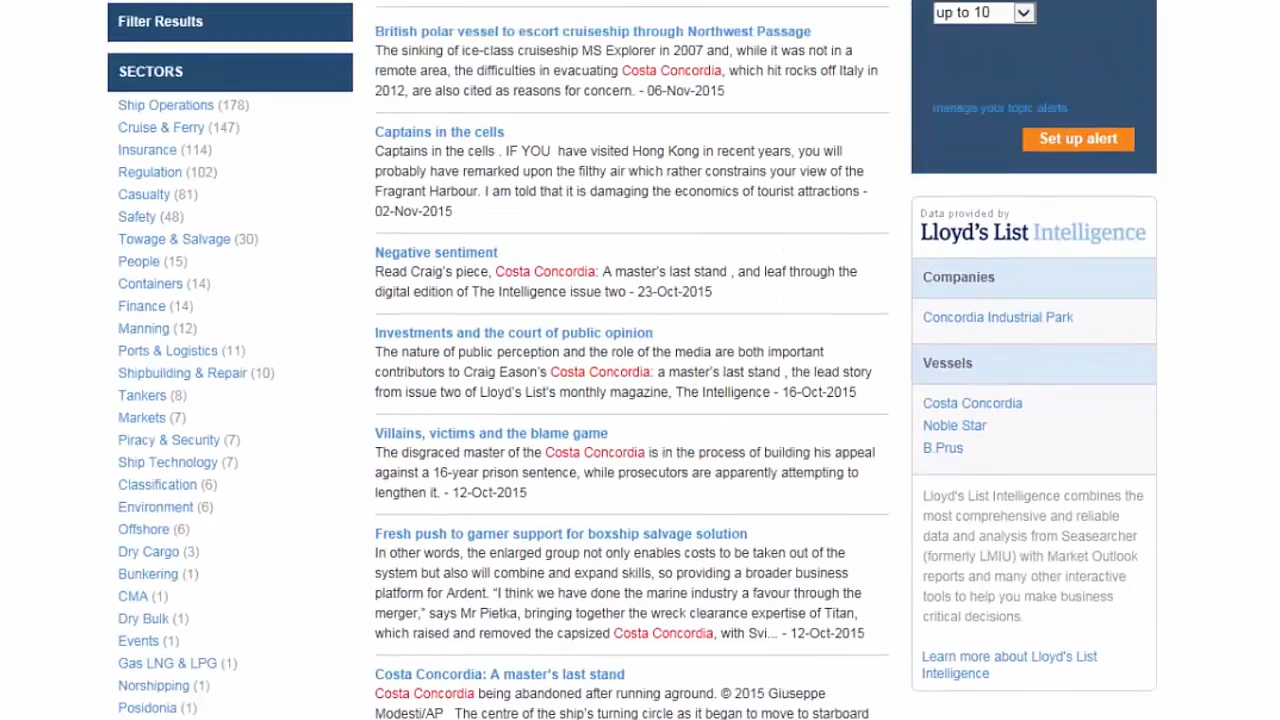 Filter Results
SECTORS
Ship Operations (178)
Cruise & Ferry (147)
Insurance (114)
Regulation (102)
Casualty (81)
Safety (48)
Towage & Salvage (30)
People (15)
Containers (14)
Finance (14)
Manning (12)
Ports & Logistics (11)
Shipbuilding & Repair (10)
Tankers (8)
Markets (7)
Piracy & Security (7)
Ship Technology (7)
Classification (6)
Environment (6)
Offshore (6)
Dry Cargo (3)
Bunkering (1)
CMA (1)
Dry Bulk (1)
Events (1)
Gas LNG & LPG (1)
Norshipping (1)
Posidonia (1)
British polar vessel to escort cruiseship through Northwest Passage
The sinking of ice-class cruiseship MS Explorer in 2007 and, while it was not in a
remote area, the difficulties in evacuating Costa Concordia, which hit rocks off Italy in
2012, are also cited as reasons for concern. - 06-Nov-2015
Captains in the cells
Captains in the cells . IF YOU have visited Hong Kong in recent years, you will
probably have remarked upon the filthy air which rather constrains your view of the
Fragrant Harbour. I am told that it is damaging the economics of tourist attractions -
02-Nov-2015
Negative sentiment
Read Craig's piece, Costa Concordia: A master's last stand , and leaf through the
digital edition of The Intelligence issue two - 23-Oct-2015
Investments and the court of public opinion
The nature of public perception and the role of the media are both important
contributors to Craig Eason's Costa Concordia: a master's last stand , the lead story
from issue two of Lloyd's List's monthly magazine, The Intelligence - 16-Oct-2015
Villains, victims and the blame game
The disgraced master of the Costa Concordia is in the process of building his appeal
against a 16-year prison sentence, while prosecutors are apparently attempting to
lengthen it. - 12-Oct-2015
Fresh push to garner support for boxship salvage solution
In other words, the enlarged group not only enables costs to be taken out of the
system but also will combine and expand skills, so providing a broader business
platform for Ardent. “I think we have done the marine industry a favour through the
merger,” says Mr Pietka, bringing together the wreck clearance expertise of Titan,
which raised and removed the capsized Costa Concordia, with Svi... - 12-Oct-2015
Costa Concordia: A master's last stand
Costa Concordia being abandoned after running aground. © 2015 Giuseppe
Modesti/AP The centre of the ship's turning circle as it began to move to starboard
up to 10
manage your topic alerts
Set up alert
Data provided by
Lloyd's List Intelligence
Companies
Concordia Industrial Park
Vessels
Costa Concordia
Noble Star
B.Prus
Lloyd's List Intelligence combines the
most comprehensive and reliable
data and analysis from Seasearcher
(formerly LMIU) with Market Outlook
reports and many other interactive
tools to help you make business
critical decisions.
Learn more about Lloyd's List
Intelligence